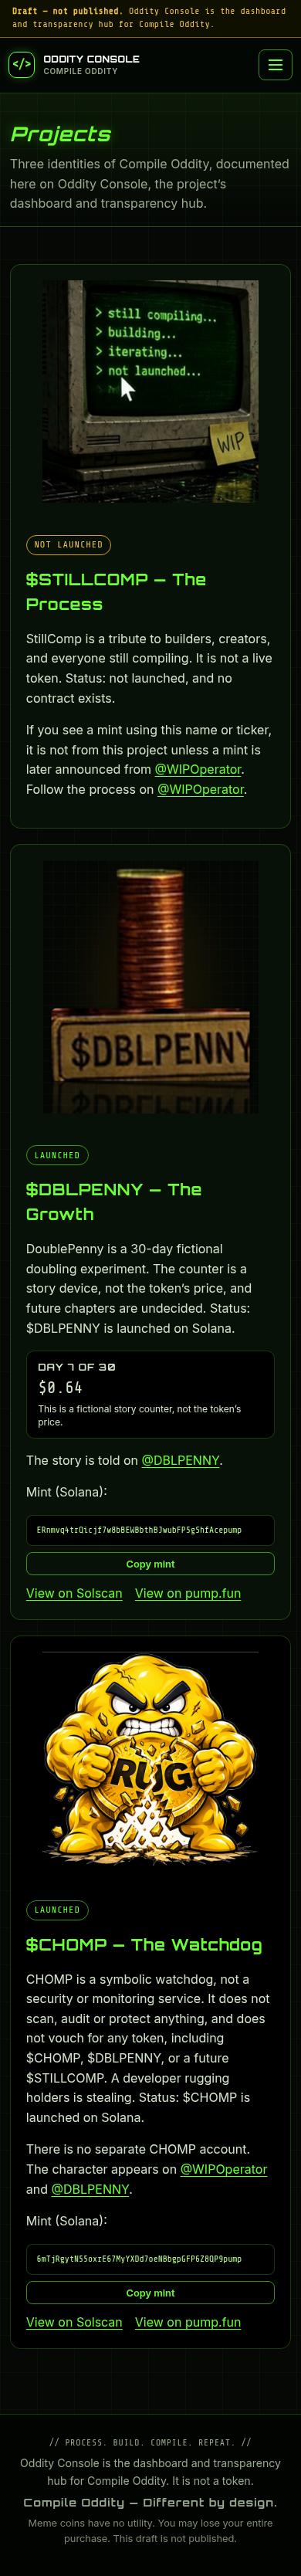 Draft — not published. Oddity Console is the dashboard
and transparency hub for Compile Oddity.
</>
ODDITY CONSOLE
COMPILE ODDITY
Projects
Three identities of Compile Oddity, documented
here on Oddity Console, the project's
dashboard and transparency hub.
> still compiling...
> building...
> iterating...
> not launched...
WIP
NOT LAUNCHED
$STILLCOMP — The
Process
StillComp is a tribute to builders, creators,
and everyone still compiling. It is not a live
token. Status: not launched, and no
contract exists.
If you see a mint using this name or ticker,
it is not from this project unless a mint is
later announced from @WIPOperator.
Follow the process on @WIPOperator.
$DBLPENNY
LAUNCHED
$DBLPENNY — The
Growth
DoublePenny is a 30-day fictional
doubling experiment. The counter is a
story device, not the token's price, and
future chapters are undecided. Status:
$DBLPENNY is launched on Solana.
DAY 7 OF 30
$0.64
This is a fictional story counter, not the token's
price.
The story is told on @DBLPENNY.
Mint (Solana):
Copy mint
View on Solscan View on pump.fun
RUG
LAUNCHED
$CHOMP — The Watchdog
CHOMP is a symbolic watchdog, not a
security or monitoring service. It does not
scan, audit or protect anything, and does
not vouch for any token, including
$CHOMP, $DBLPENNY, or a future
$STILLCOMP. A developer rugging
holders is stealing. Status: $CHOMP is
launched on Solana.
There is no separate CHOMP account.
The character appears on @WIPOperator
and @DBLPENNY.
Mint (Solana):
Copy mint
View on Solscan View on pump.fun
// PROCESS. BUILD. COMPILE. REPEAT. //
Oddity Console is the dashboard and transparency
hub for Compile Oddity. It is not a token.
Compile Oddity — Different by design.
Meme coins have no utility. You may lose your entire
purchase. This draft is not published.